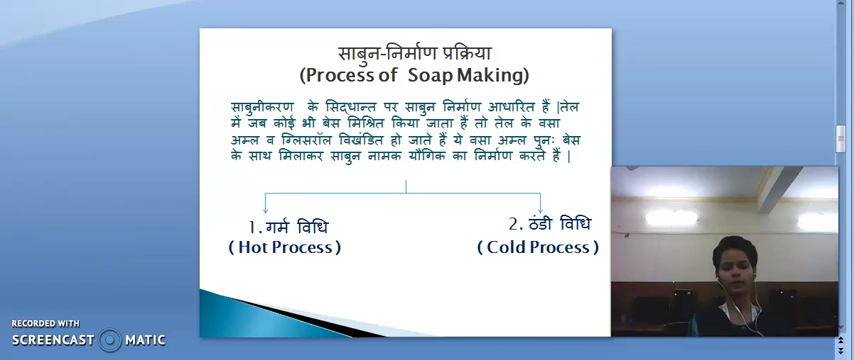 साबुन-निर्माण प्रक्रिया
(Process of Soap Making)
साबुनीकरण के सिद्धान्त पर साबुन निर्माण आधारित हैं |तेल
में जब कोई भी बेस मिश्रित किया जाता हैं तो तेल के वसा
अम्ल व ग्लिसरॉल विखंडित हो जाते हैं ये वसा अम्ल पुनः बेस
के साथ मिलाकर साबुन नामक यौगिक का निर्माण करते हैं |
1. गर्म विधि
( Hot Process )
2. ठंडी विधि
( Cold Process )
RECORDED WITH
SCREENCAST MATIC